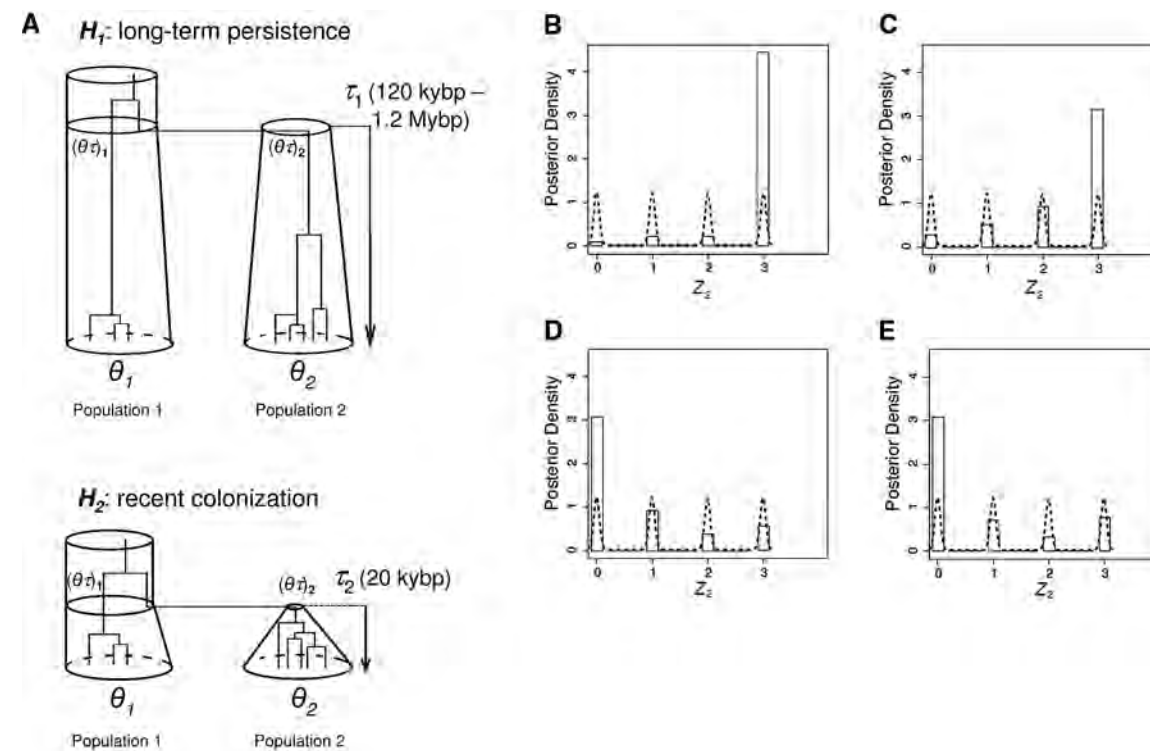 A
H₁: long-term persistence
(θτ)₁
(θτ)₂
τ₁ (120 kybp –
1.2 Mybp)
θ₁
θ₂
Population 1
Population 2
H₂: recent colonization
(θτ)₁
(θτ)₂
τ₂ (20 kybp)
θ₁
θ₂
Population 1
Population 2
B
Posterior Density
4
3
2
1
0
0 1 2 3
Z₂
C
Posterior Density
4
3
2
1
0
0 1 2 3
Z₂
D
Posterior Density
4
3
2
1
0
0 1 2 3
Z₂
E
Posterior Density
4
3
2
1
0
0 1 2 3
Z₂